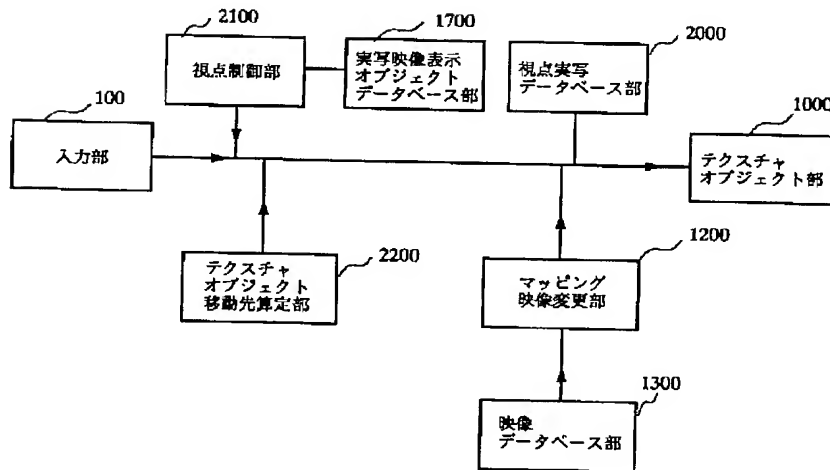 2100
視点制御部
1700
実写映像表示
オブジェクト
データベース部
2000
視点実写
データベース部
100
入力部
1000
テクスチャ
オブジェクト部
2200
テクスチャ
オブジェクト
移動先算定部
1200
マッピング
映像変更部
1300
映像
データベース部